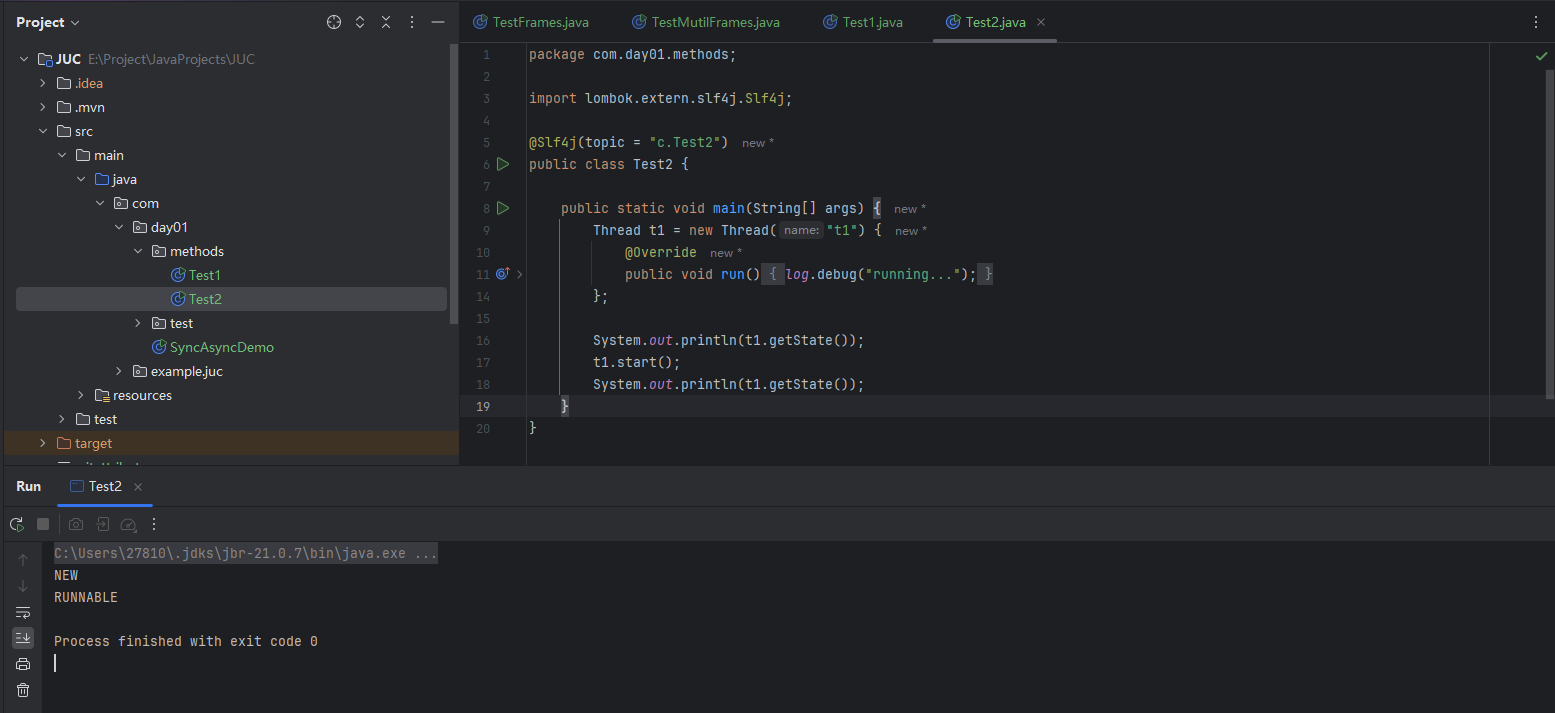 Project
TestFrames.java
TestMutilFrames.java
Test1.java
Test2.java
JUC E:\Project\JavaProjects\JUC
.idea
.mvn
src
main
java
com
day01
methods
Test1
Test2
test
SyncAsyncDemo
example.juc
resources
test
target
1 package com.day01.methods;
2
3 import lombok.extern.slf4j.Slf4j;
4
5 @Slf4j(topic = "c.Test2") new *
6 public class Test2 {
7
8 public static void main(String[] args) { new *
9 Thread t1 = new Thread( name: "t1") { new *
10 @Override new *
11 public void run() { log.debug("running..."); }
14 };
15
16 System.out.println(t1.getState());
17 t1.start();
18 System.out.println(t1.getState());
19 }
20 }
Run
Test2
C:\Users\27810\.jdks\jbr-21.0.7\bin\java.exe ...
NEW
RUNNABLE
Process finished with exit code 0